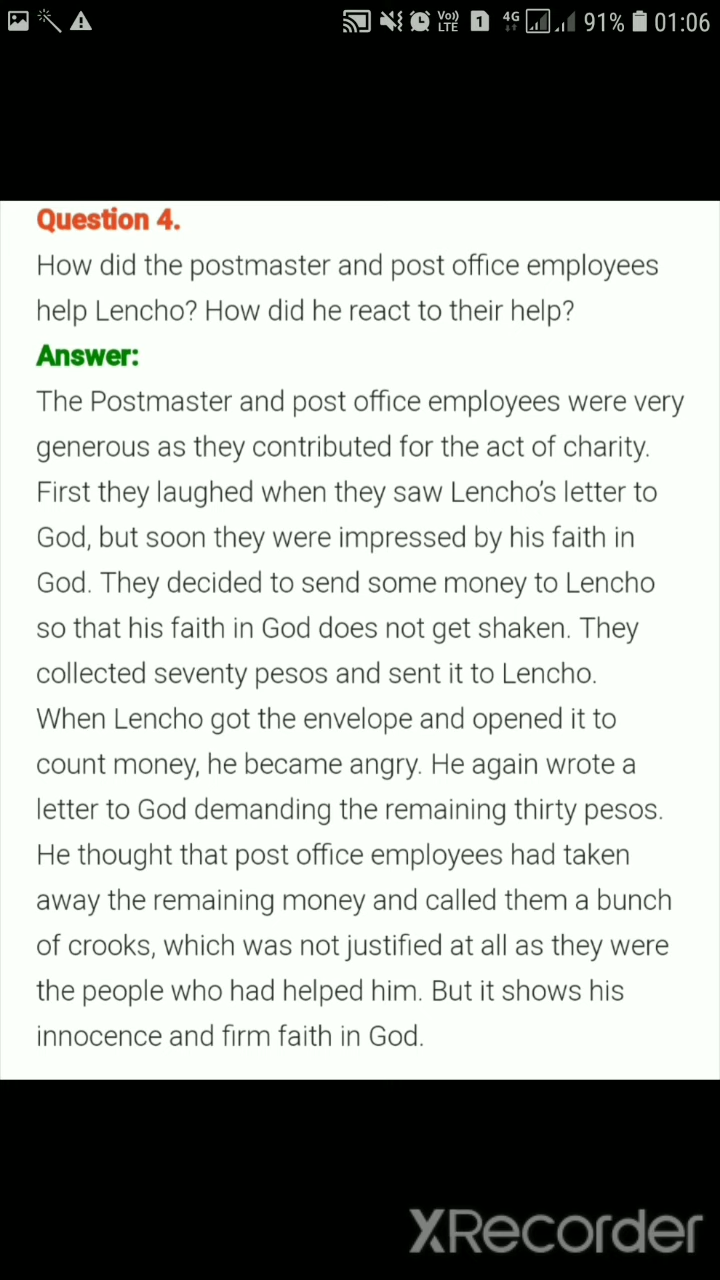 Vo) LTE 1 4G 91% 01:06
Question 4.
How did the postmaster and post office employees
help Lencho? How did he react to their help?
Answer:
The Postmaster and post office employees were very
generous as they contributed for the act of charity.
First they laughed when they saw Lencho's letter to
God, but soon they were impressed by his faith in
God. They decided to send some money to Lencho
so that his faith in God does not get shaken. They
collected seventy pesos and sent it to Lencho.
When Lencho got the envelope and opened it to
count money, he became angry. He again wrote a
letter to God demanding the remaining thirty pesos.
He thought that post office employees had taken
away the remaining money and called them a bunch
of crooks, which was not justified at all as they were
the people who had helped him. But it shows his
innocence and firm faith in God.
XRecorder